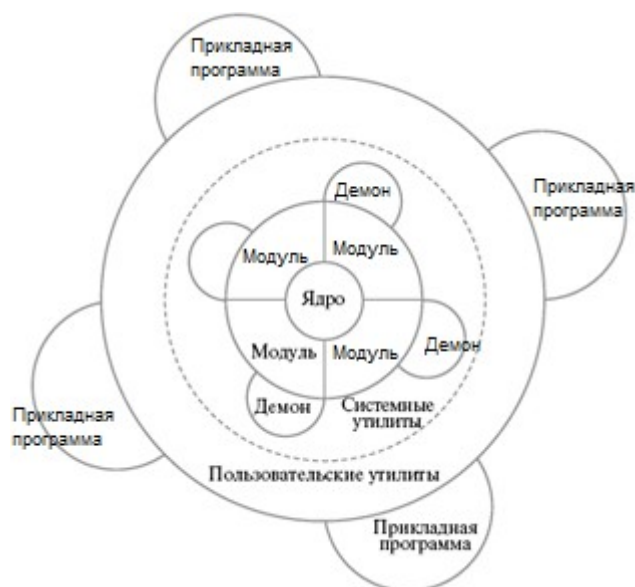 Прикладная
программа
Прикладная
программа
Демон
Модуль
Модуль
Ядро
Модуль
Модуль
Демон
Демон
Системные
утилиты
Прикладная
программа
Пользовательские утилиты
Прикладная
программа